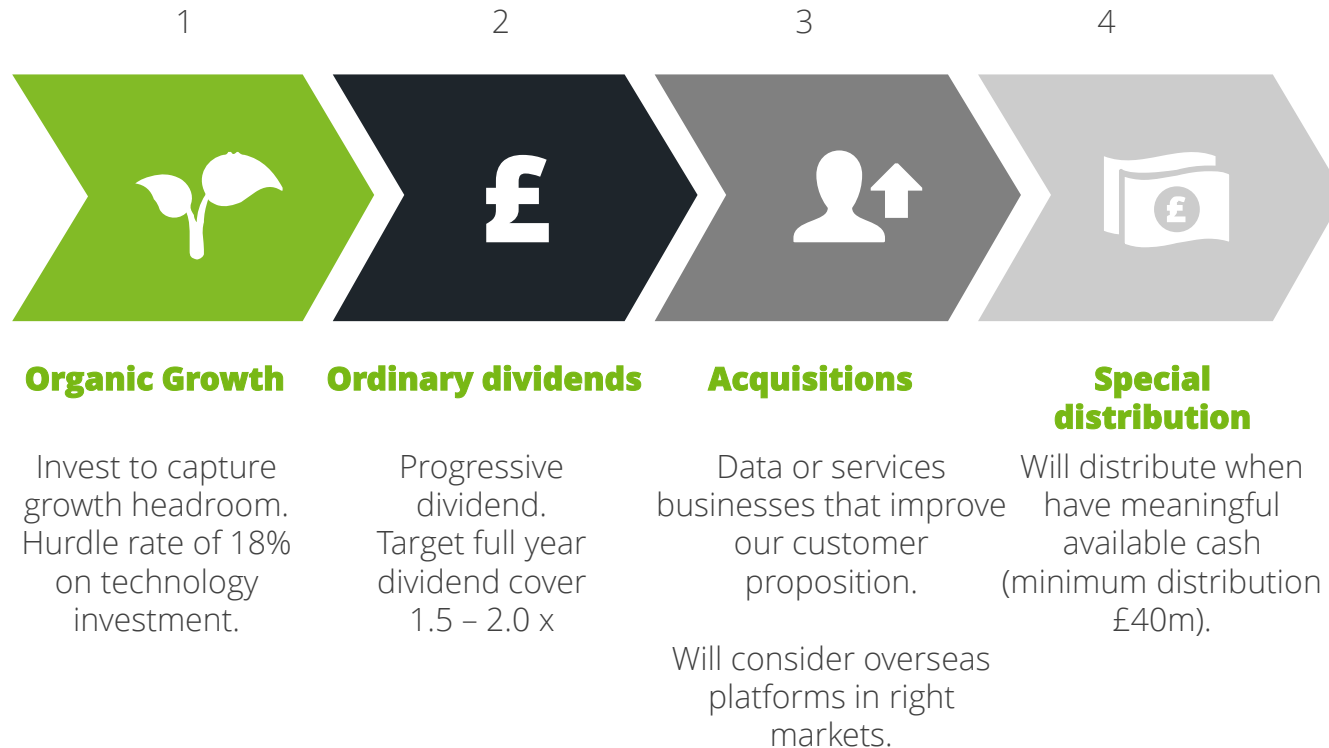 1
2
3
4
£
£
Organic Growth
Invest to capture
growth headroom.
Hurdle rate of 18%
on technology
investment.
Ordinary dividends
Progressive
dividend.
Target full year
dividend cover
1.5 – 2.0 x
Acquisitions
Data or services
businesses that improve
our customer
proposition.
Will consider overseas
platforms in right
markets.
Special
distribution
Will distribute when
have meaningful
available cash
(minimum distribution
£40m).